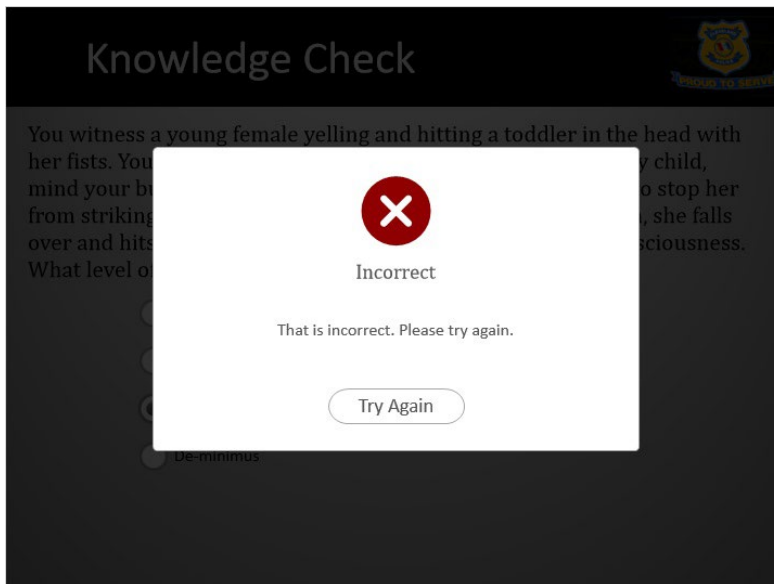 Knowledge Check
PROUD TO SERVE
You witness a young female yelling and hitting a toddler in the head with
her fists. You y child,
mind your bu o stop her
from striking , she falls
over and hits sciousness.
What level o
Incorrect
That is incorrect. Please try again.
Try Again
De-minimus